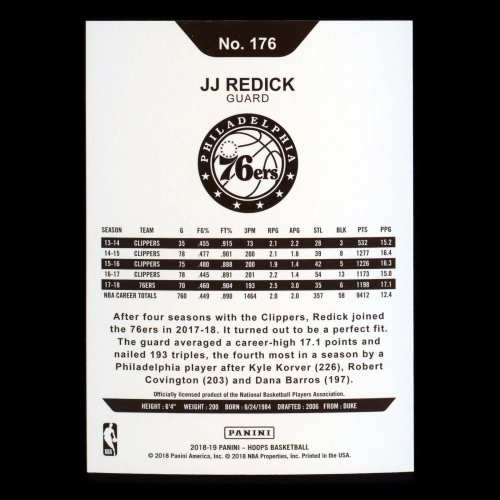 No. 176
JJ REDICK
GUARD
PHILADELPHIA
76ers
SEASON TEAM G FG% FT% 3PM RPG APG STL BLK PTS PPG
13-14 CLIPPERS 35 .455 .915 73 2.1 2.2 28 3 532 15.2
14-15 CLIPPERS 78 .477 .901 200 2.1 1.8 39 8 1277 16.4
15-16 CLIPPERS 75 .480 .888 200 1.9 1.4 42 5 1226 16.3
16-17 CLIPPERS 78 .445 .891 201 2.2 1.4 54 13 1173 15.0
17-18 76ERS 70 .460 .904 193 2.5 3.0 35 6 1198 17.1
NBA CAREER TOTALS 760 .449 .890 1464 2.0 2.0 357 58 9412 12.4
After four seasons with the Clippers, Redick joined
the 76ers in 2017-18. It turned out to be a perfect fit.
The guard averaged a career-high 17.1 points and
nailed 193 triples, the fourth most in a season by a
Philadelphia player after Kyle Korver (226), Robert
Covington (203) and Dana Barros (197).
Officially licensed product of the National Basketball Players Association.
HEIGHT: 6'4" WEIGHT: 200 BORN: 6/24/1984 DRAFTED: 2006 FROM: DUKE
PANINI
NBA
2018-19 PANINI – HOOPS BASKETBALL
© 2018 Panini America, Inc. © 2018 NBA Properties, Inc. Printed in the USA.